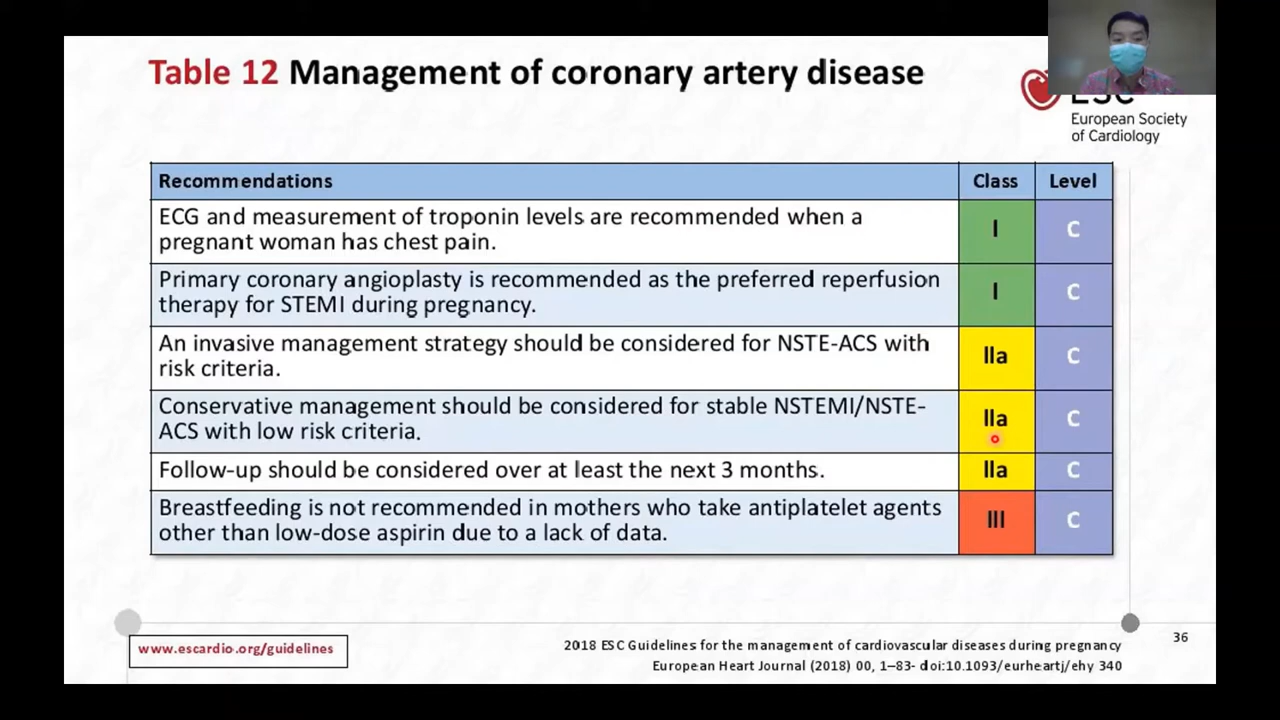 Table 12 Management of coronary artery disease
ESC
European Society
of Cardiology
Recommendations Class Level
ECG and measurement of troponin levels are recommended when a
pregnant woman has chest pain.
I C
Primary coronary angioplasty is recommended as the preferred reperfusion
therapy for STEMI during pregnancy.
I C
An invasive management strategy should be considered for NSTE-ACS with
risk criteria.
IIa C
Conservative management should be considered for stable NSTEMI/NSTE-
ACS with low risk criteria.
IIa C
Follow-up should be considered over at least the next 3 months. IIa C
Breastfeeding is not recommended in mothers who take antiplatelet agents
other than low-dose aspirin due to a lack of data.
III C
www.escardio.org/guidelines
2018 ESC Guidelines for the management of cardiovascular diseases during pregnancy
European Heart Journal (2018) 00, 1–83- doi:10.1093/eurheartj/ehy 340
36